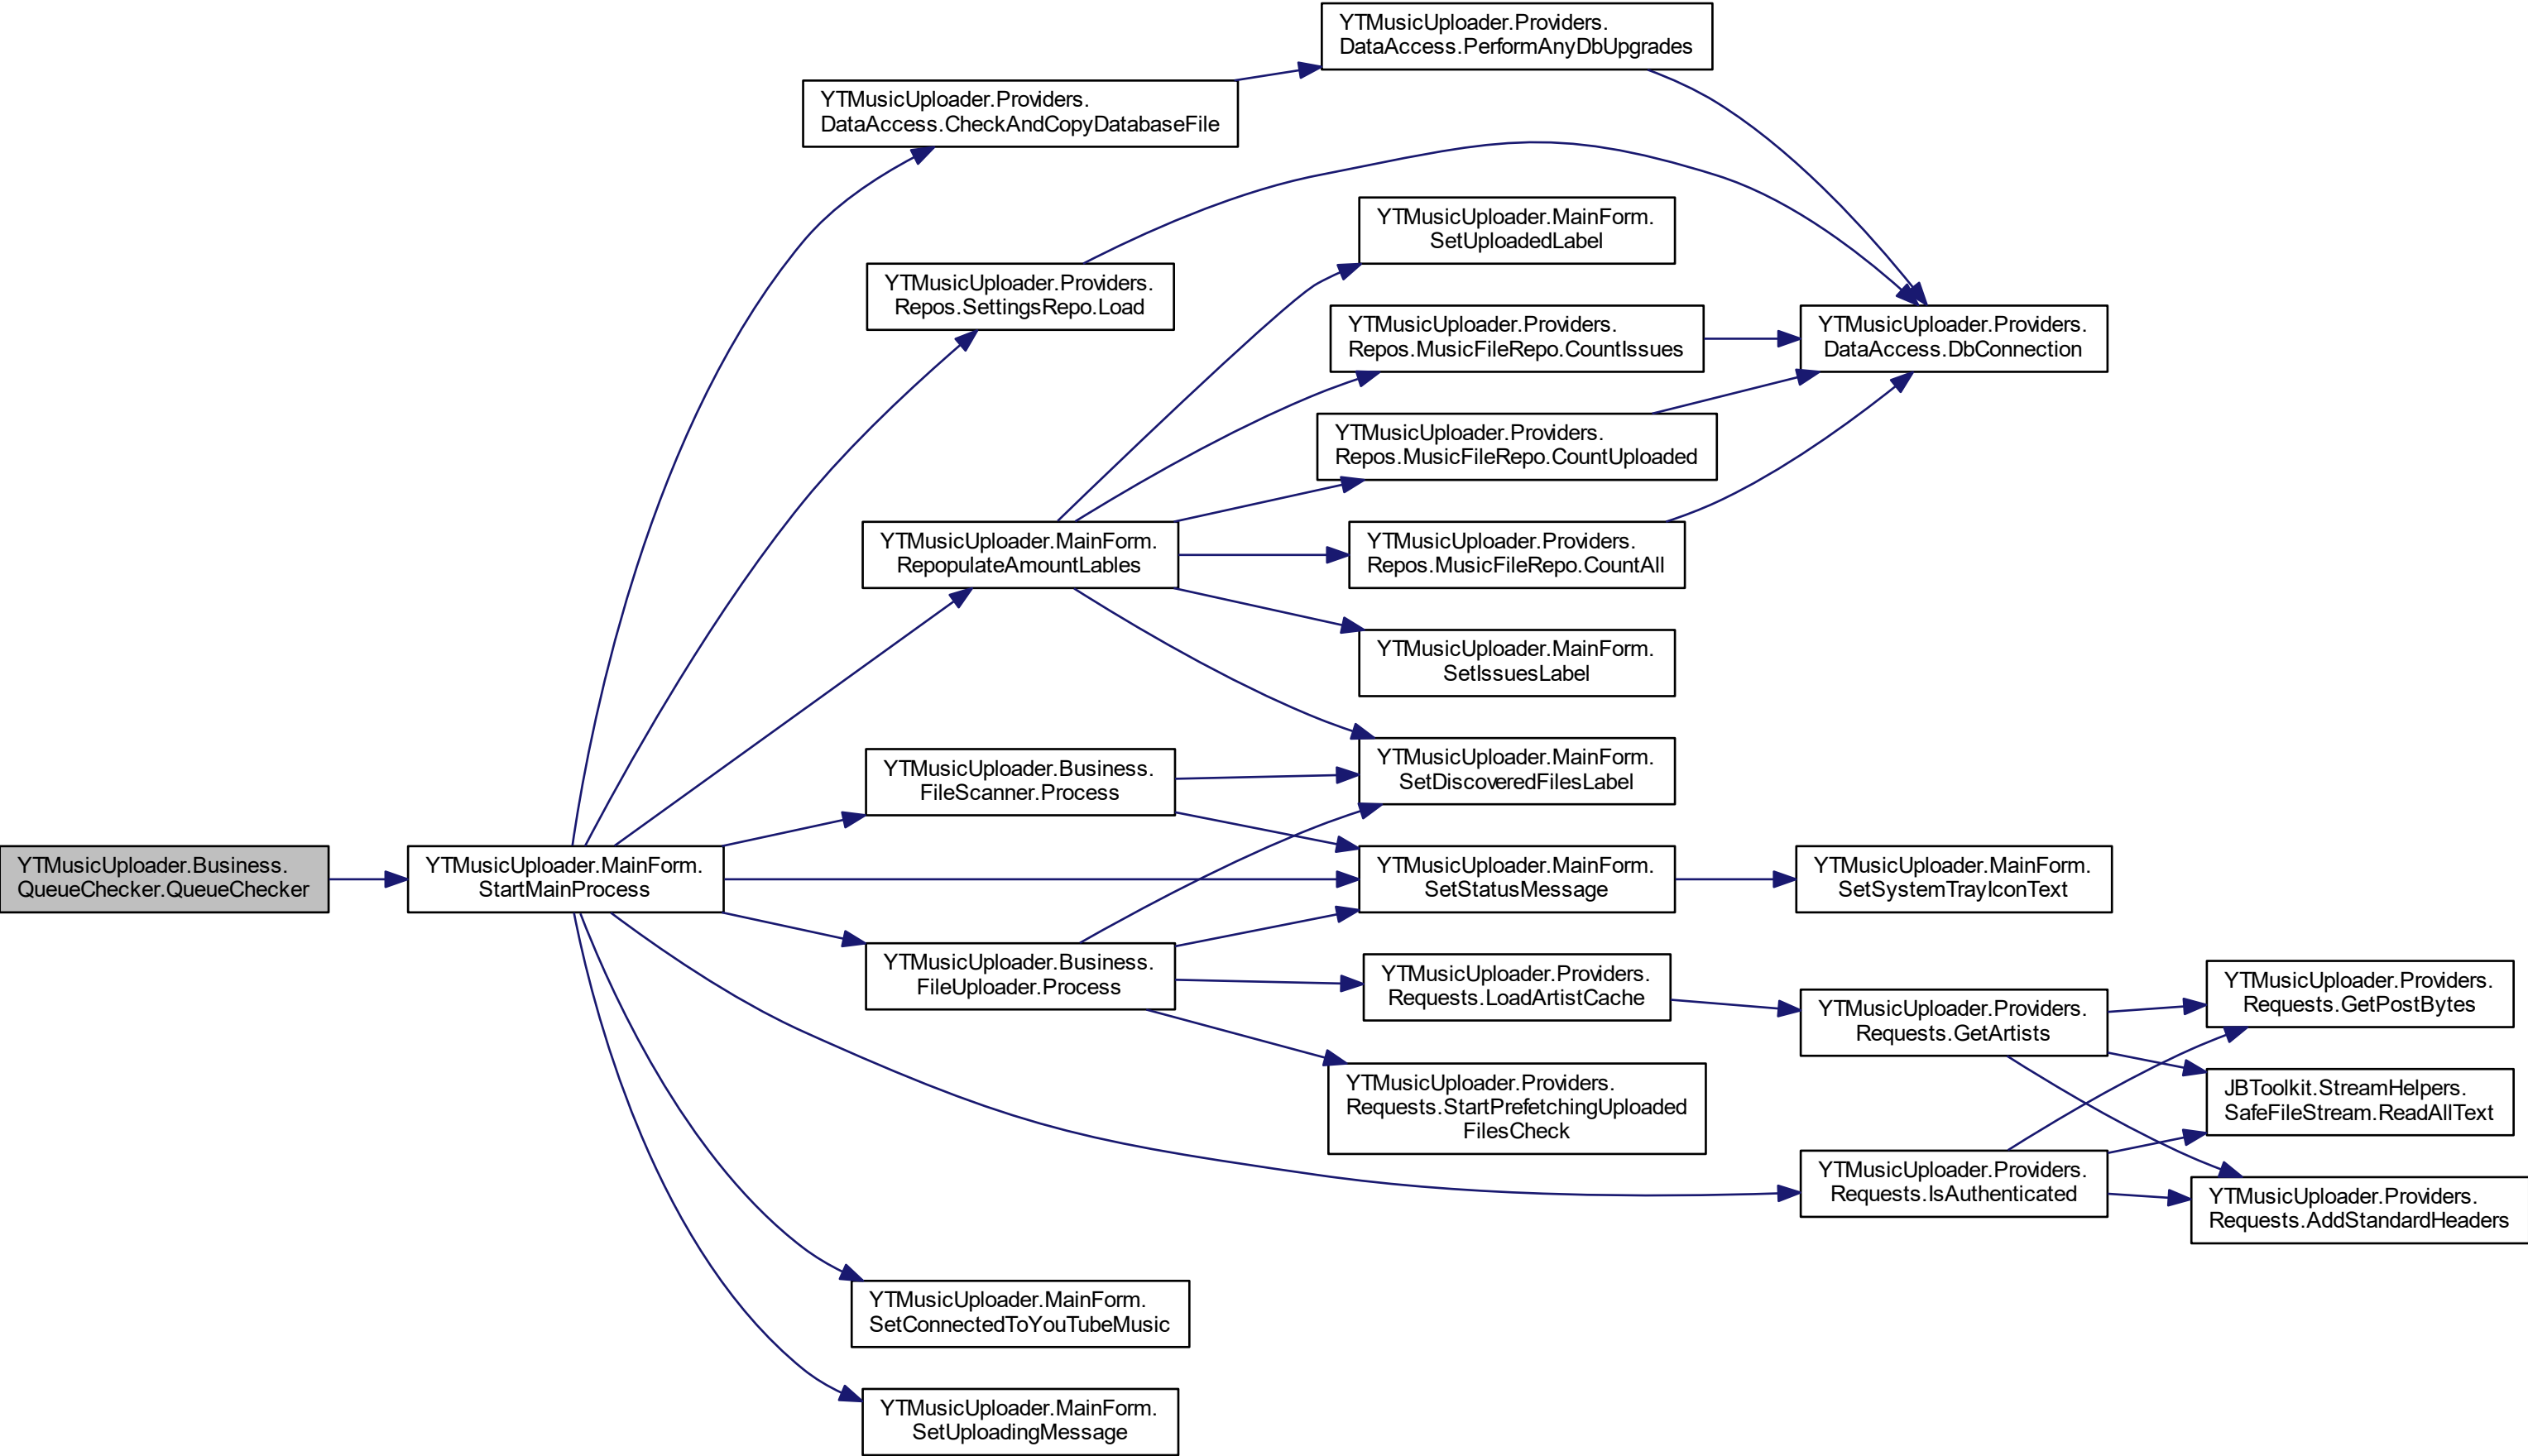 YTMusicUploader.Providers.
DataAccess.PerformAnyDbUpgrades
YTMusicUploader.Providers.
DataAccess.CheckAndCopyDatabaseFile
YTMusicUploader.MainForm.
SetUploadedLabel
YTMusicUploader.Providers.
Repos.SettingsRepo.Load
YTMusicUploader.Providers.
Repos.MusicFileRepo.CountIssues
YTMusicUploader.Providers.
DataAccess.DbConnection
YTMusicUploader.Providers.
Repos.MusicFileRepo.CountUploaded
YTMusicUploader.MainForm.
RepopulateAmountLables
YTMusicUploader.Providers.
Repos.MusicFileRepo.CountAll
YTMusicUploader.MainForm.
SetIssuesLabel
YTMusicUploader.MainForm.
SetDiscoveredFilesLabel
YTMusicUploader.Business.
FileScanner.Process
YTMusicUploader.Business.
QueueChecker.QueueChecker
YTMusicUploader.MainForm.
StartMainProcess
YTMusicUploader.MainForm.
SetStatusMessage
YTMusicUploader.MainForm.
SetSystemTrayIconText
YTMusicUploader.Business.
FileUploader.Process
YTMusicUploader.Providers.
Requests.LoadArtistCache
YTMusicUploader.Providers.
Requests.GetArtists
YTMusicUploader.Providers.
Requests.GetPostBytes
YTMusicUploader.Providers.
Requests.StartPrefetchingUploaded
FilesCheck
JBToolkit.StreamHelpers.
SafeFileStream.ReadAllText
YTMusicUploader.Providers.
Requests.IsAuthenticated
YTMusicUploader.Providers.
Requests.AddStandardHeaders
YTMusicUploader.MainForm.
SetConnectedToYouTubeMusic
YTMusicUploader.MainForm.
SetUploadingMessage